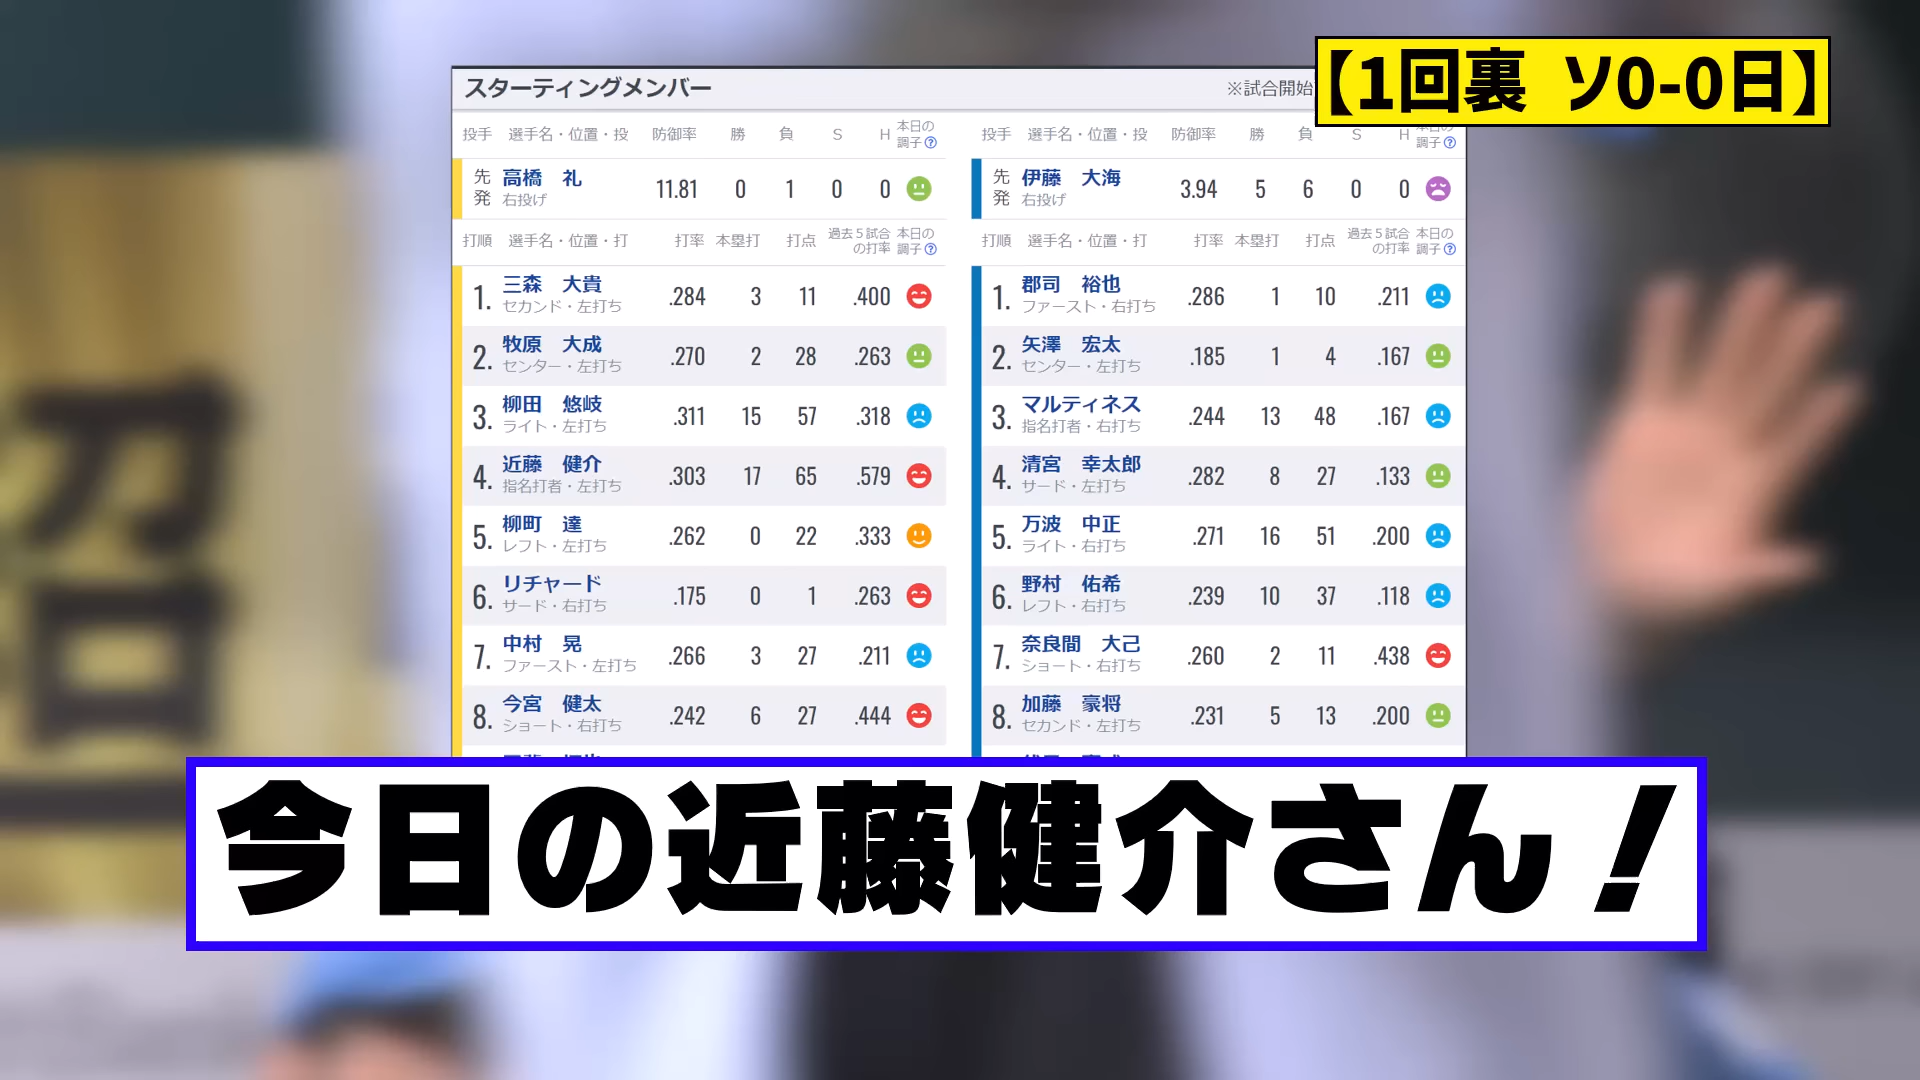 【1回裏 ソ0-0日】
スターティングメンバー ※試合開始
投手 選手名・位置・投 防御率 勝 負 S H 本日の調子?
先発 高橋 礼 右投げ 11.81 0 1 0 0
打順 選手名・位置・打 打率 本塁打 打点 過去5試合の打率 本日の調子?
1. 三森 大貴 セカンド・左打ち .284 3 11 .400
2. 牧原 大成 センター・左打ち .270 2 28 .263
3. 柳田 悠岐 ライト・左打ち .311 15 57 .318
4. 近藤 健介 指名打者・左打ち .303 17 65 .579
5. 柳町 達 レフト・左打ち .262 0 22 .333
6. リチャード サード・右打ち .175 0 1 .263
7. 中村 晃 ファースト・左打ち .266 3 27 .211
8. 今宮 健太 ショート・右打ち .242 6 27 .444
投手 選手名・位置・投 防御率 勝 負 S H 本日の調子?
先発 伊藤 大海 右投げ 3.94 5 6 0 0
打順 選手名・位置・打 打率 本塁打 打点 過去5試合の打率 本日の調子?
1. 郡司 裕也 ファースト・右打ち .286 1 10 .211
2. 矢澤 宏太 センター・左打ち .185 1 4 .167
3. マルティネス 指名打者・右打ち .244 13 48 .167
4. 清宮 幸太郎 サード・左打ち .282 8 27 .133
5. 万波 中正 ライト・右打ち .271 16 51 .200
6. 野村 佑希 レフト・右打ち .239 10 37 .118
7. 奈良間 大己 ショート・右打ち .260 2 11 .438
8. 加藤 豪将 セカンド・左打ち .231 5 13 .200
今日の近藤健介さん!